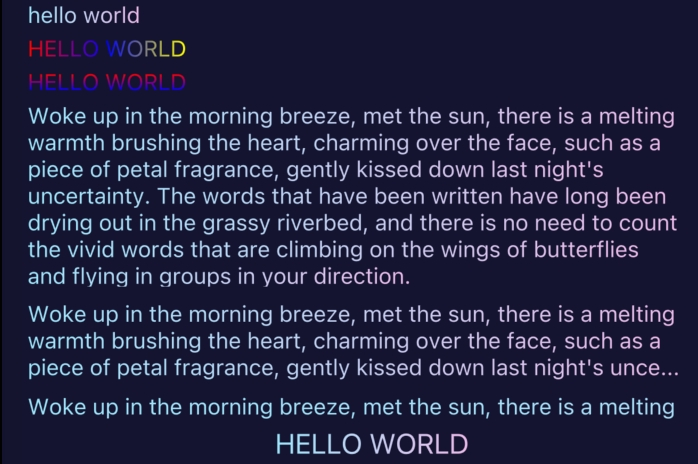 hello world
HELLO WORLD
HELLO WORLD
Woke up in the morning breeze, met the sun, there is a melting
warmth brushing the heart, charming over the face, such as a
piece of petal fragrance, gently kissed down last night's
uncertainty. The words that have been written have long been
drying out in the grassy riverbed, and there is no need to count
the vivid words that are climbing on the wings of butterflies
and flying in groups in your direction.
Woke up in the morning breeze, met the sun, there is a melting
warmth brushing the heart, charming over the face, such as a
piece of petal fragrance, gently kissed down last night's unce...
Woke up in the morning breeze, met the sun, there is a melting
HELLO WORLD